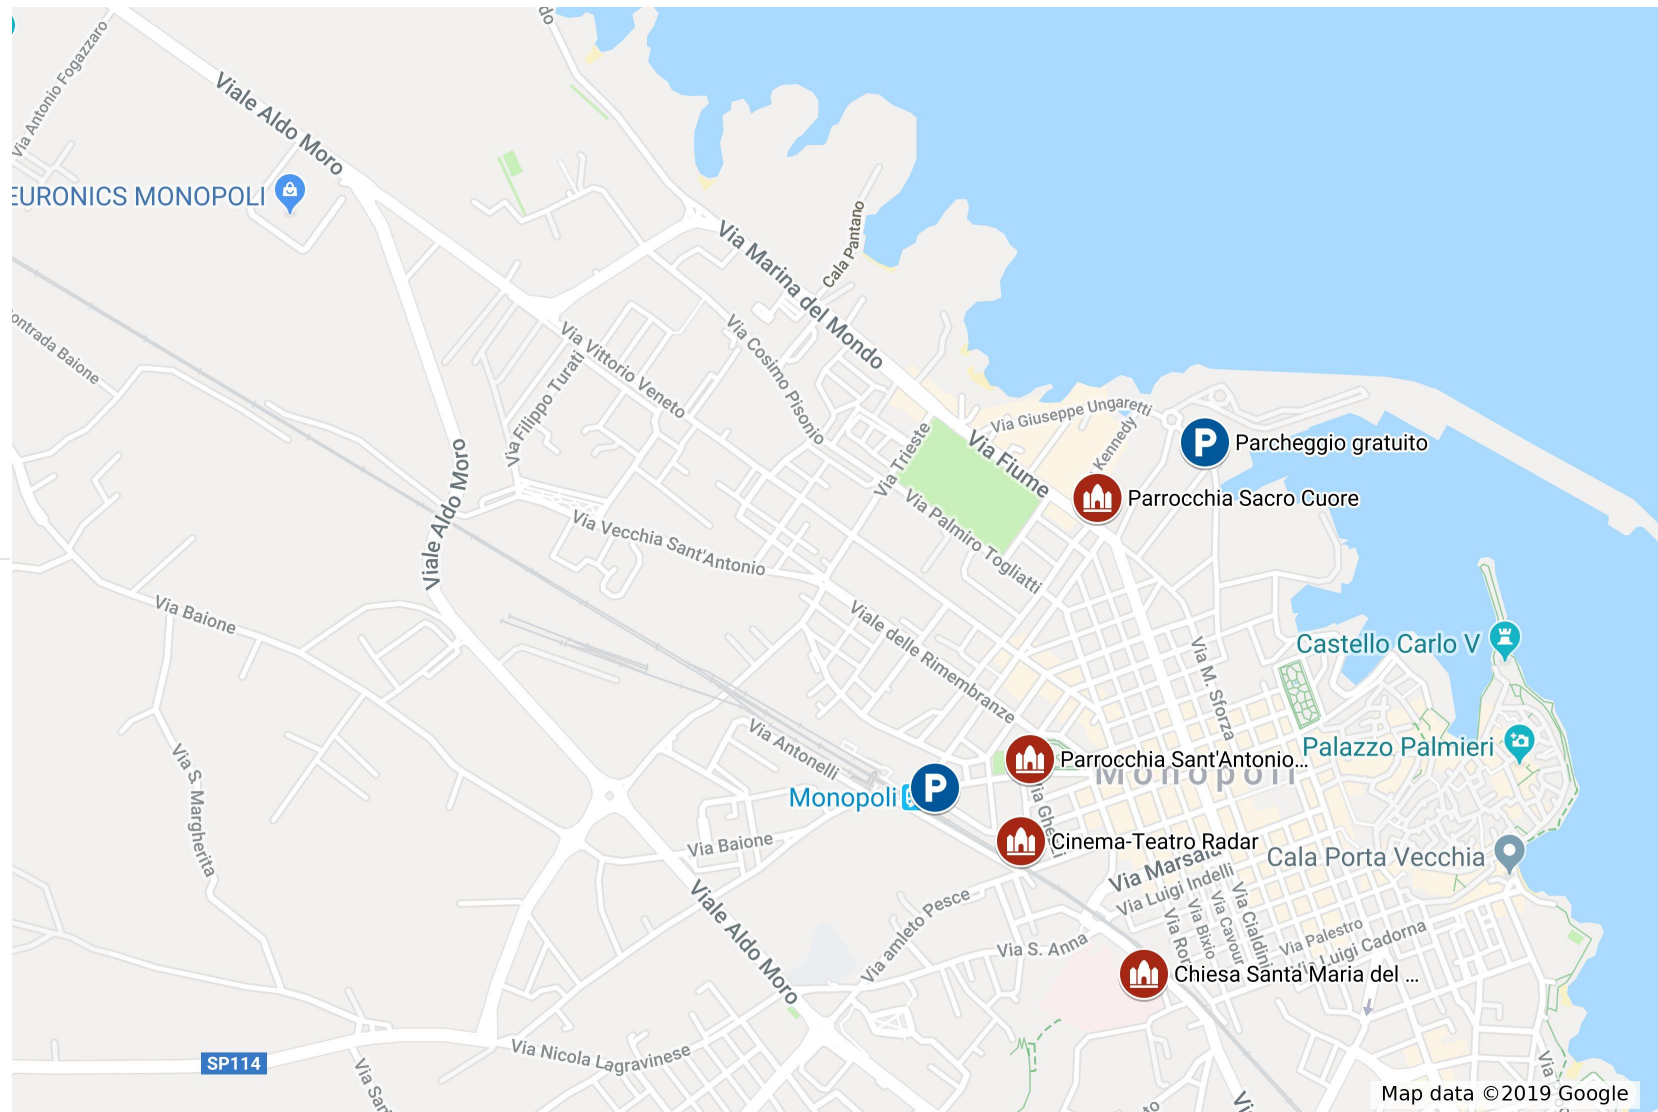 do
Via Antonio Fogazzaro
Viale Aldo Moro
EURONICS MONOPOLI
Cala Pantano
Via Marina del Mondo
ontrada Baione
Via Vittorio Veneto
Via Filippo Turati
Via Cosimo Pisonio
Via Giuseppe Ungaretti
Via Trieste
Via Fiume
Kennedy
P Parcheggio gratuito
Parrocchia Sacro Cuore
Viale Aldo Moro
Via Palmiro Togliatti
Via Vecchia Sant'Antonio
Via Baione
Viale delle Rimembranze
Via M. Sforza
Castello Carlo V
Palazzo Palmieri
Via Antonelli
Parrocchia Sant'Antonio...
Monopoli
Monopoli
P
Via S. Margherita
Cinema-Teatro Radar
Via Baione
Via Marsala
Cala Porta Vecchia
Via Luigi Indelli
Viale Aldo Moro
Via amleto Pesce
Via Bixio
Via Cavour
Via Cialdini
Via Palestro
Via Luigi Cadorna
Via S. Anna
Chiesa Santa Maria del ...
Via Nicola Lagravinese
SP114
Via San
Via
Map data ©2019 Google